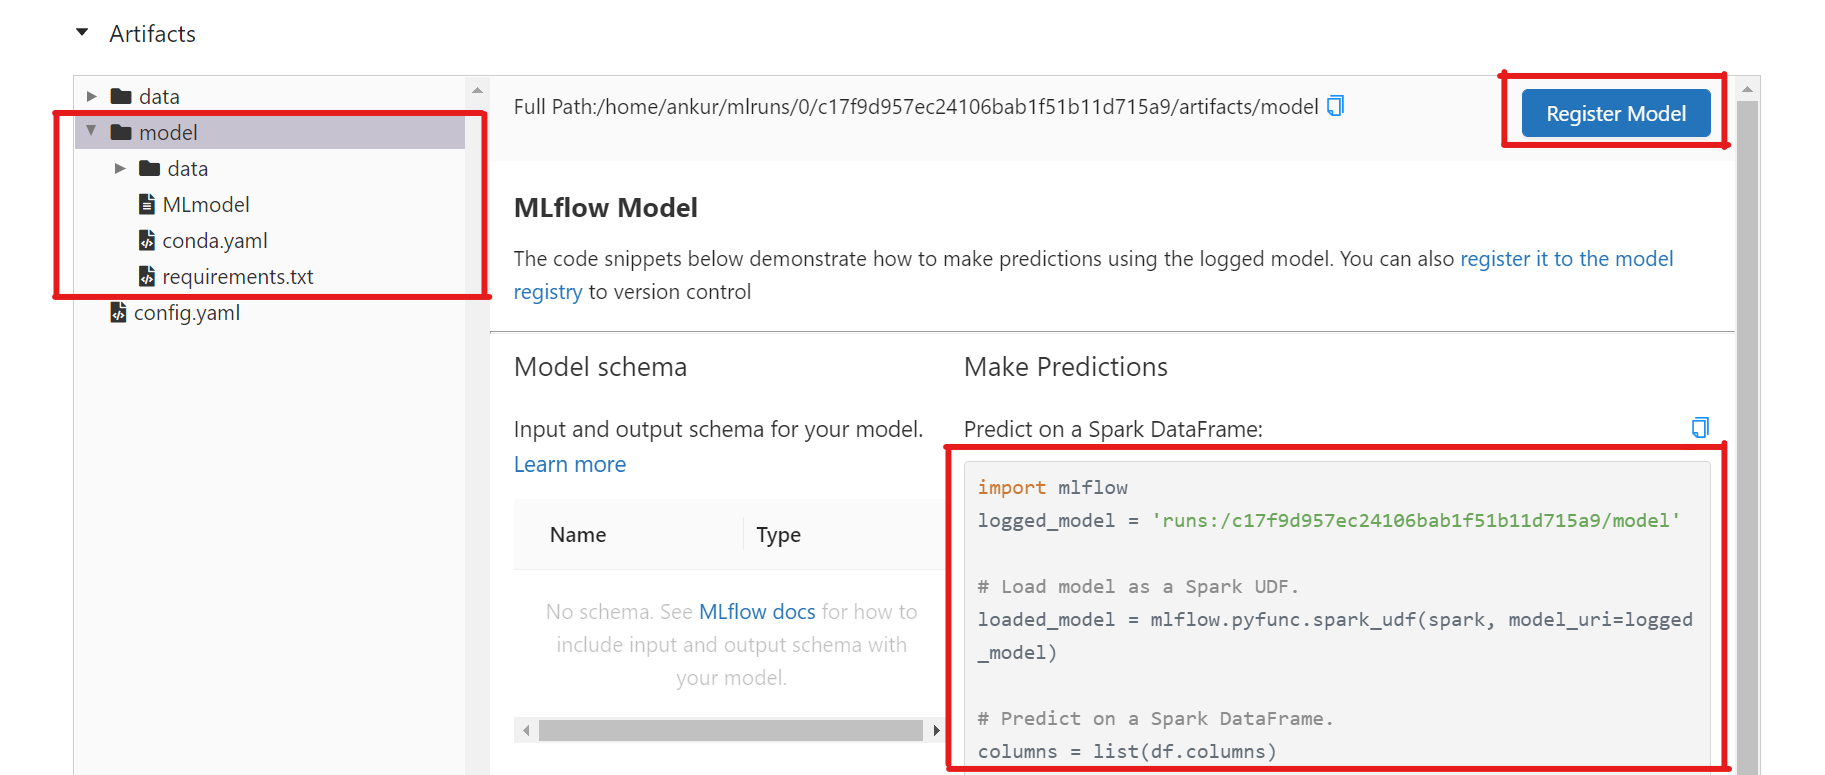 Artifacts
data
model
data
MLmodel
conda.yaml
requirements.txt
config.yaml
Full Path:/home/ankur/mlruns/0/c17f9d957ec24106bab1f51b11d715a9/artifacts/model
Register Model
MLflow Model
The code snippets below demonstrate how to make predictions using the logged model. You can also register it to the model
registry to version control
Model schema
Input and output schema for your model.
Learn more
Name Type
No schema. See MLflow docs for how to
include input and output schema with
your model.
Make Predictions
Predict on a Spark DataFrame:
import mlflow
logged_model = 'runs:/c17f9d957ec24106bab1f51b11d715a9/model'
# Load model as a Spark UDF.
loaded_model = mlflow.pyfunc.spark_udf(spark, model_uri=logged
_model)
# Predict on a Spark DataFrame.
columns = list(df.columns)